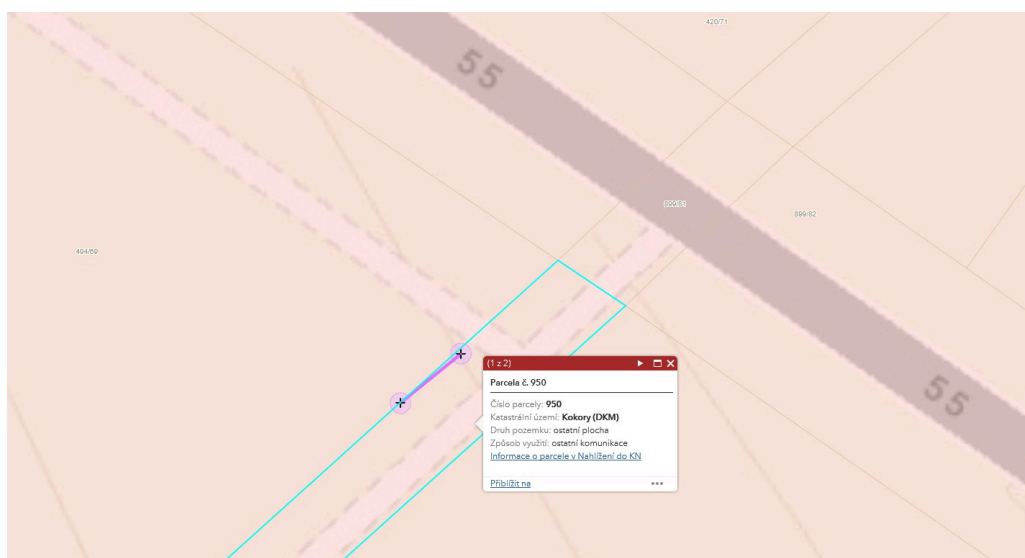 420/71
55
899/81
899/82
494/69
(1 z 2)
Parcela č. 950
Číslo parcely: 950
Katastrální území: Kokory (DKM)
Druh pozemku: ostatní plocha
Způsob využití: ostatní komunikace
Informace o parcele v Nahlížení do KN
Přiblížit na
55